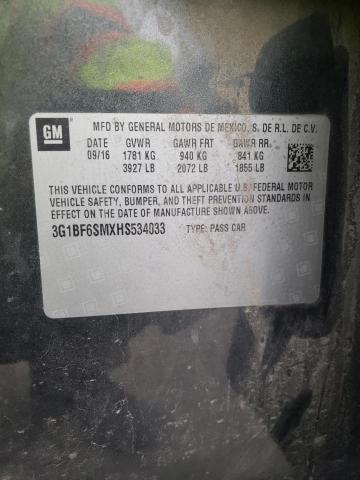 GM
MFD BY GENERAL MOTORS DE MEXICO, S. DE R.L. DE C.V.
DATE GVWR GAWR FRT GAWR RR
09/16 1781 KG 940 KG 841 KG
3927 LB 2072 LB 1855 LB
THIS VEHICLE CONFORMS TO ALL APPLICABLE U.S. FEDERAL MOTOR
VEHICLE SAFETY, BUMPER, AND THEFT PREVENTION STANDARDS IN
EFFECT ON THE DATE OF MANUFACTURE SHOWN ABOVE.
3G1BF6SMXHS534033 TYPE: PASS CAR